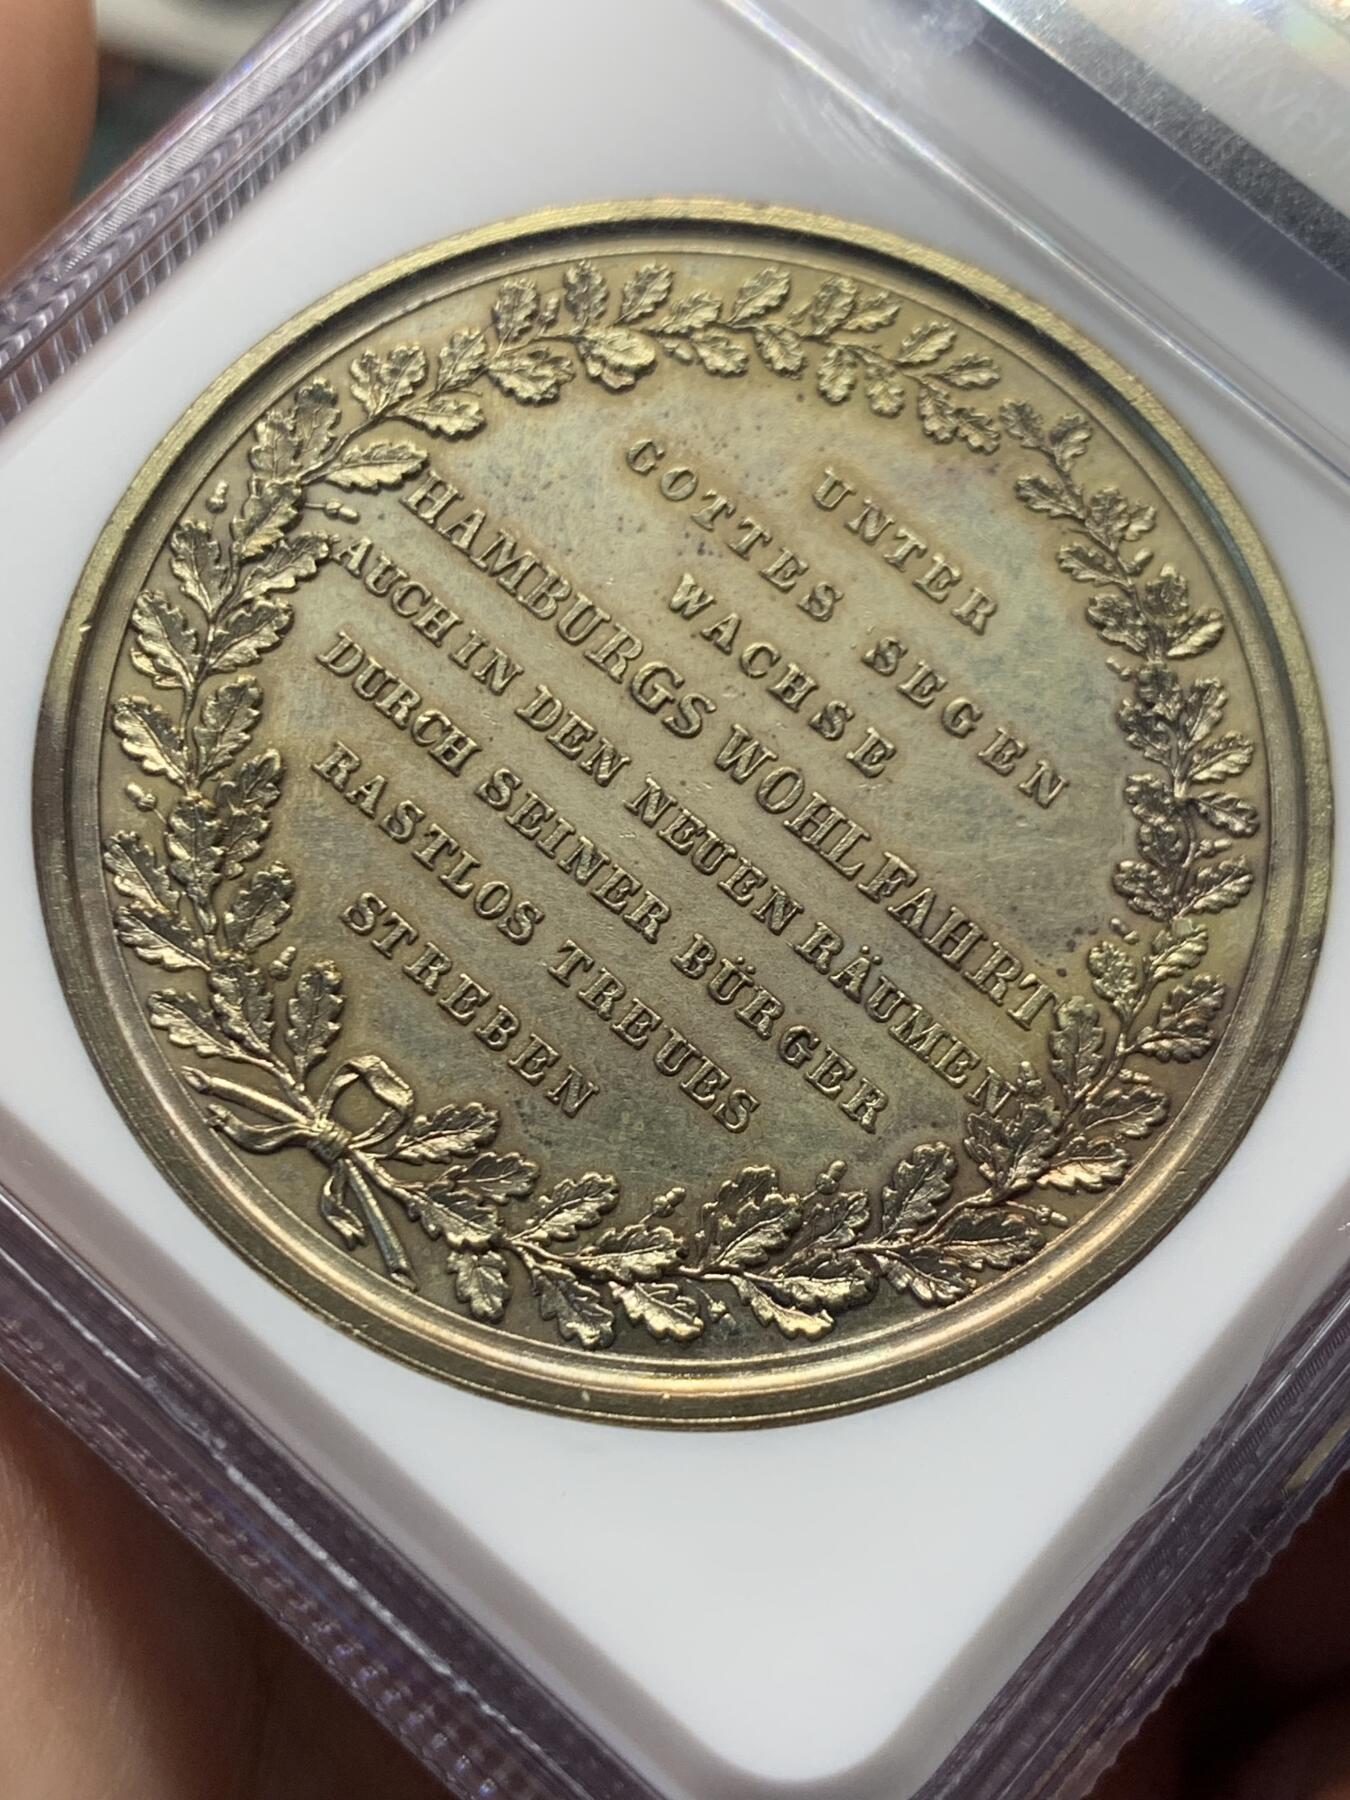 UNTER
GOTTES SEGEN
WACHSE
HAMBURGS WOHLFAHRT
AUCH IN DEN NEUEN RÄUMEN
DURCH SEINER BÜRGER
RASTLOS TREUES
STREBEN